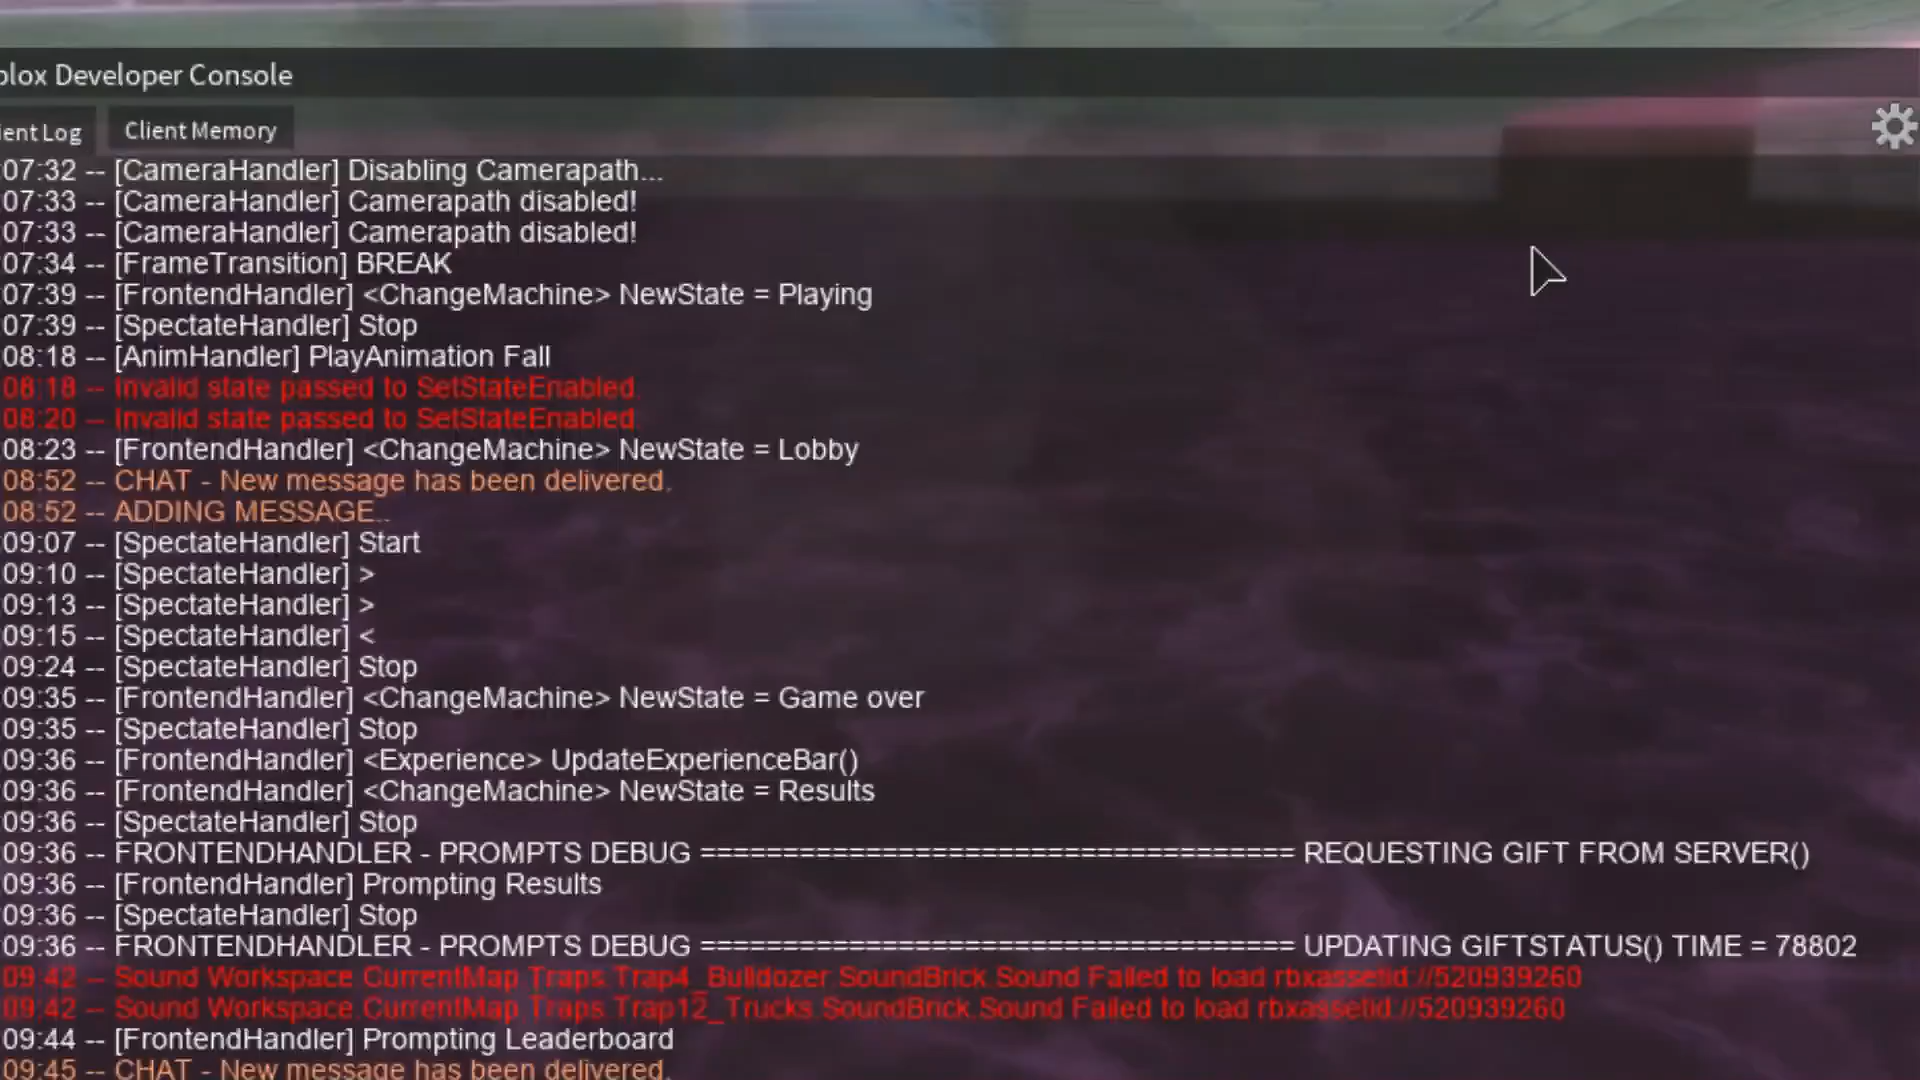 blox Developer Console
ient Log Client Memory
07:32 -- [CameraHandler] Disabling Camerapath...
07:33 -- [CameraHandler] Camerapath disabled!
07:33 -- [CameraHandler] Camerapath disabled!
07:34 -- [FrameTransition] BREAK
07:39 -- [FrontendHandler] <ChangeMachine> NewState = Playing
07:39 -- [SpectateHandler] Stop
08:18 -- [AnimHandler] PlayAnimation Fall
08:18 -- Invalid state passed to SetStateEnabled.
08:20 -- Invalid state passed to SetStateEnabled.
08:23 -- [FrontendHandler] <ChangeMachine> NewState = Lobby
08:52 -- CHAT - New message has been delivered.
08:52 -- ADDING MESSAGE..
09:07 -- [SpectateHandler] Start
09:10 -- [SpectateHandler] >
09:13 -- [SpectateHandler] >
09:15 -- [SpectateHandler] <
09:24 -- [SpectateHandler] Stop
09:35 -- [FrontendHandler] <ChangeMachine> NewState = Game over
09:35 -- [SpectateHandler] Stop
09:36 -- [FrontendHandler] <Experience> UpdateExperienceBar()
09:36 -- [FrontendHandler] <ChangeMachine> NewState = Results
09:36 -- [SpectateHandler] Stop
09:36 -- FRONTENDHANDLER - PROMPTS DEBUG ==================================== REQUESTING GIFT FROM SERVER()
09:36 -- [FrontendHandler] Prompting Results
09:36 -- [SpectateHandler] Stop
09:36 -- FRONTENDHANDLER - PROMPTS DEBUG ==================================== UPDATING GIFTSTATUS() TIME = 78802
09:42 -- Sound Workspace.CurrentMap.Traps.Trap4_Bulldozer.SoundBrick.Sound Failed to load rbxassetid://520939260
09:42 -- Sound Workspace.CurrentMap.Traps.Trap12_Trucks.SoundBrick.Sound Failed to load rbxassetid://520939260
09:44 -- [FrontendHandler] Prompting Leaderboard
09:45 -- CHAT - New message has been delivered.